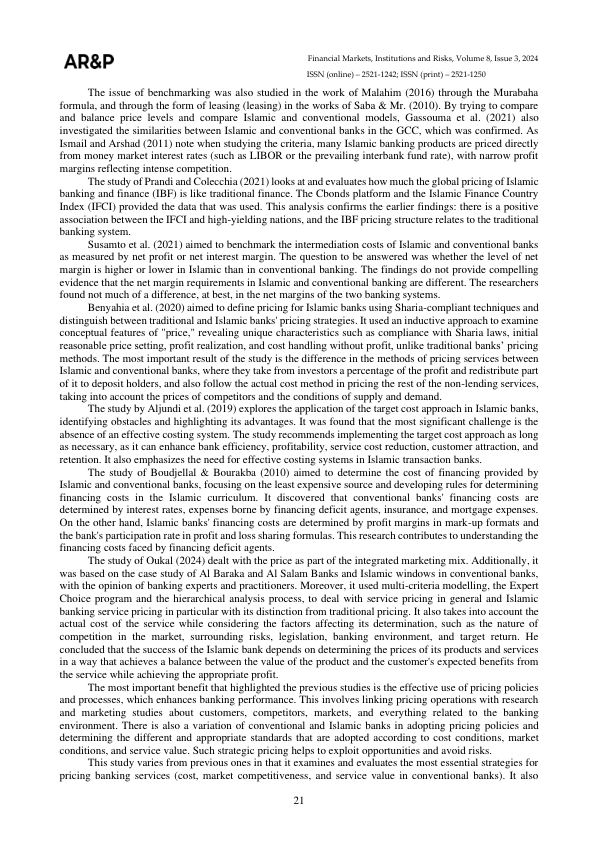 AR&P
Financial Markets, Institutions and Risks, Volume 8, Issue 3, 2024
ISSN (online) – 2521-1242; ISSN (print) – 2521-1250
The issue of benchmarking was also studied in the work of Malahim (2016) through the Murabaha
formula, and through the form of leasing (leasing) in the works of Saba & Mr. (2010). By trying to compare
and balance price levels and compare Islamic and conventional models, Gassouma et al. (2021) also
investigated the similarities between Islamic and conventional banks in the GCC, which was confirmed. As
Ismail and Arshad (2011) note when studying the criteria, many Islamic banking products are priced directly
from money market interest rates (such as LIBOR or the prevailing interbank fund rate), with narrow profit
margins reflecting intense competition.
The study of Prandi and Colecchia (2021) looks at and evaluates how much the global pricing of Islamic
banking and finance (IBF) is like traditional finance. The Cbonds platform and the Islamic Finance Country
Index (IFCI) provided the data that was used. This analysis confirms the earlier findings: there is a positive
association between the IFCI and high-yielding nations, and the IBF pricing structure relates to the traditional
banking system.
Susamto et al. (2021) aimed to benchmark the intermediation costs of Islamic and conventional banks
as measured by net profit or net interest margin. The question to be answered was whether the level of net
margin is higher or lower in Islamic than in conventional banking. The findings do not provide compelling
evidence that the net margin requirements in Islamic and conventional banking are different. The researchers
found not much of a difference, at best, in the net margins of the two banking systems.
Benyahia et al. (2020) aimed to define pricing for Islamic banks using Sharia-compliant techniques and
distinguish between traditional and Islamic banks' pricing strategies. It used an inductive approach to examine
conceptual features of "price," revealing unique characteristics such as compliance with Sharia laws, initial
reasonable price setting, profit realization, and cost handling without profit, unlike traditional banks’ pricing
methods. The most important result of the study is the difference in the methods of pricing services between
Islamic and conventional banks, where they take from investors a percentage of the profit and redistribute part
of it to deposit holders, and also follow the actual cost method in pricing the rest of the non-lending services,
taking into account the prices of competitors and the conditions of supply and demand.
The study by Aljundi et al. (2019) explores the application of the target cost approach in Islamic banks,
identifying obstacles and highlighting its advantages. It was found that the most significant challenge is the
absence of an effective costing system. The study recommends implementing the target cost approach as long
as necessary, as it can enhance bank efficiency, profitability, service cost reduction, customer attraction, and
retention. It also emphasizes the need for effective costing systems in Islamic transaction banks.
The study of Boudjellal & Bourakba (2010) aimed to determine the cost of financing provided by
Islamic and conventional banks, focusing on the least expensive source and developing rules for determining
financing costs in the Islamic curriculum. It discovered that conventional banks' financing costs are
determined by interest rates, expenses borne by financing deficit agents, insurance, and mortgage expenses.
On the other hand, Islamic banks' financing costs are determined by profit margins in mark-up formats and
the bank's participation rate in profit and loss sharing formulas. This research contributes to understanding the
financing costs faced by financing deficit agents.
The study of Oukal (2024) dealt with the price as part of the integrated marketing mix. Additionally, it
was based on the case study of Al Baraka and Al Salam Banks and Islamic windows in conventional banks,
with the opinion of banking experts and practitioners. Moreover, it used multi-criteria modelling, the Expert
Choice program and the hierarchical analysis process, to deal with service pricing in general and Islamic
banking service pricing in particular with its distinction from traditional pricing. It also takes into account the
actual cost of the service while considering the factors affecting its determination, such as the nature of
competition in the market, surrounding risks, legislation, banking environment, and target return. He
concluded that the success of the Islamic bank depends on determining the prices of its products and services
in a way that achieves a balance between the value of the product and the customer's expected benefits from
the service while achieving the appropriate profit.
The most important benefit that highlighted the previous studies is the effective use of pricing policies
and processes, which enhances banking performance. This involves linking pricing operations with research
and marketing studies about customers, competitors, markets, and everything related to the banking
environment. There is also a variation of conventional and Islamic banks in adopting pricing policies and
determining the different and appropriate standards that are adopted according to cost conditions, market
conditions, and service value. Such strategic pricing helps to exploit opportunities and avoid risks.
This study varies from previous ones in that it examines and evaluates the most essential strategies for
pricing banking services (cost, market competitiveness, and service value in conventional banks). It also
21